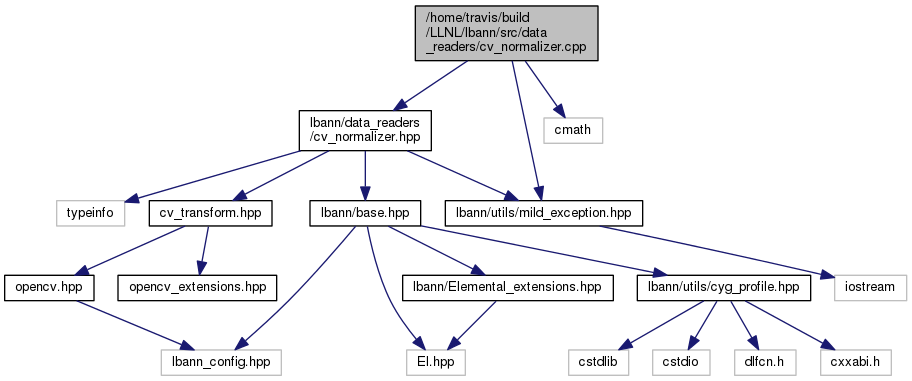 /home/travis/build
/LLNL/lbann/src/data
_readers/cv_normalizer.cpp
lbann/data_readers
/cv_normalizer.hpp
cmath
typeinfo
cv_transform.hpp
lbann/base.hpp
lbann/utils/mild_exception.hpp
opencv.hpp
opencv_extensions.hpp
lbann/Elemental_extensions.hpp
lbann/utils/cyg_profile.hpp
iostream
lbann_config.hpp
El.hpp
cstdlib
cstdio
dlfcn.h
cxxabi.h